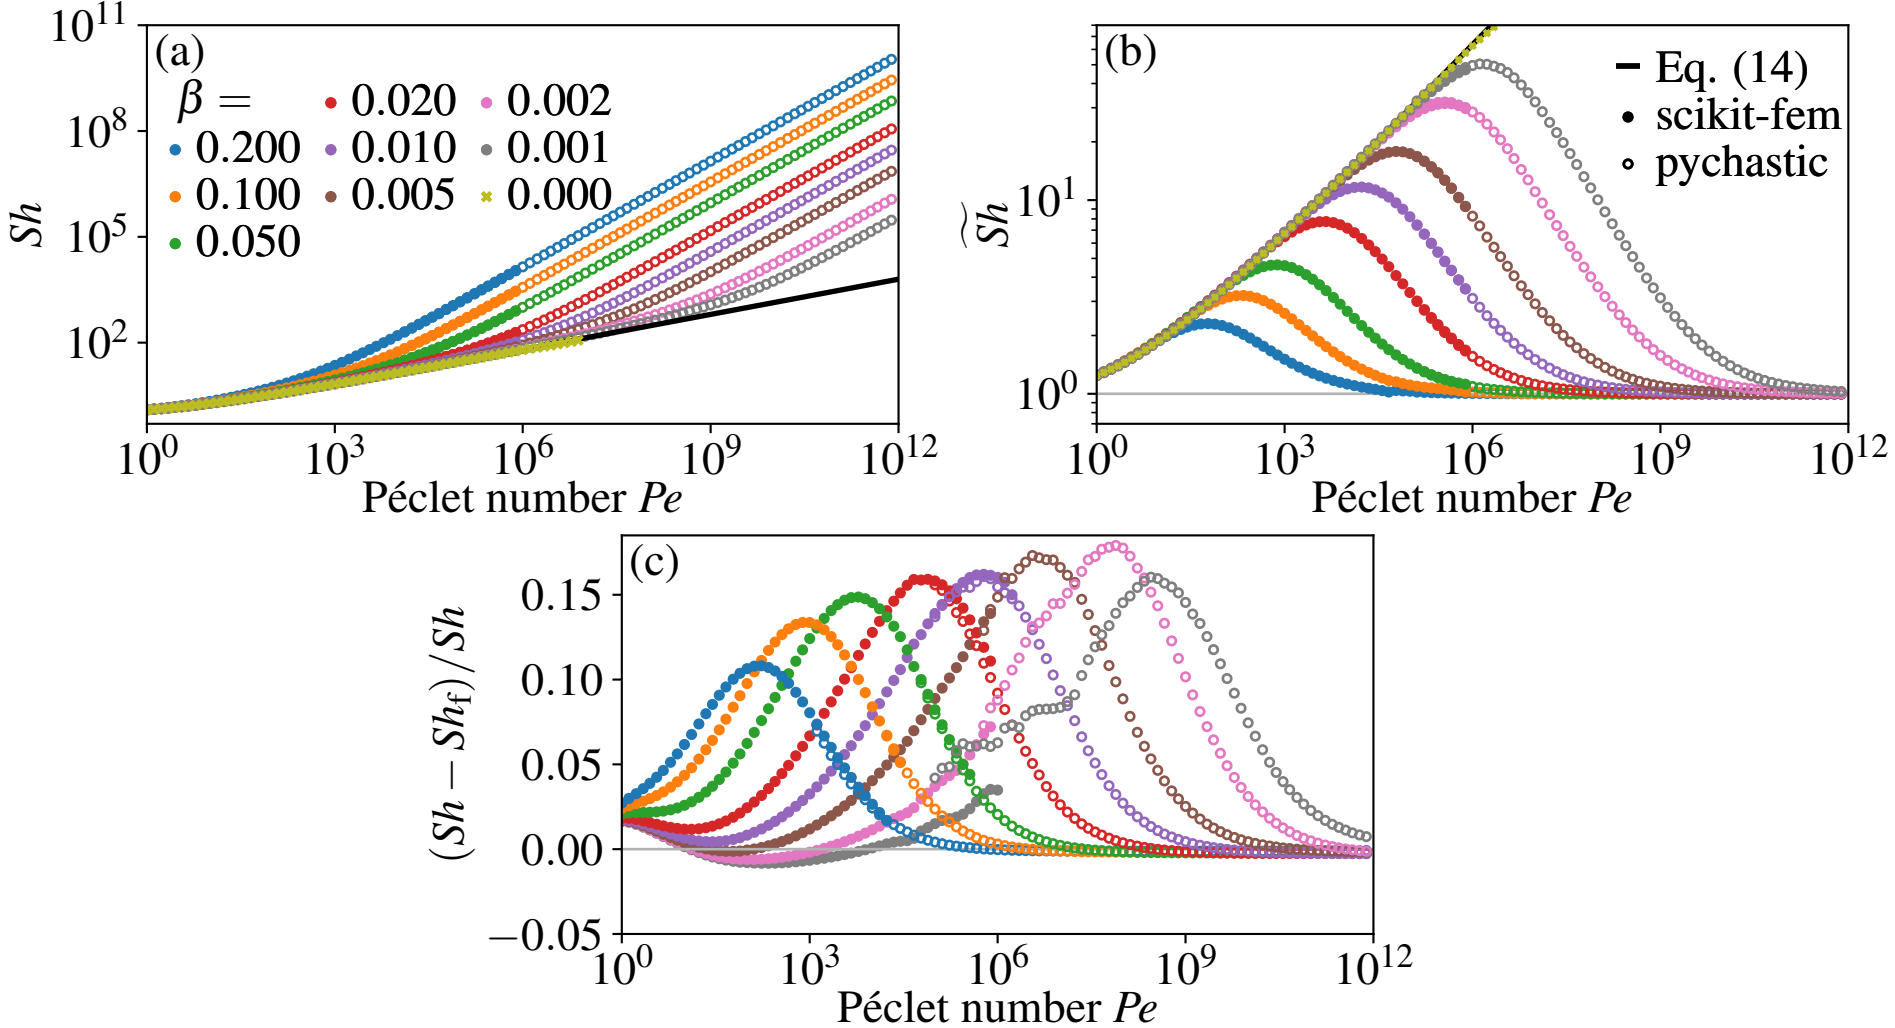 (a)
10^11
10^8
10^5
10^2
Sh
β =
0.200
0.100
0.050
0.020
0.010
0.005
0.002
0.001
0.000
10^0 10^3 10^6 10^9 10^12
Péclet number Pe
(b)
10^1
10^0
S͠h
Eq. (14)
scikit-fem
pychastic
10^0 10^3 10^6 10^9 10^12
Péclet number Pe
(c)
0.15
0.10
0.05
0.00
−0.05
(Sh − Sh_f)/Sh
10^0 10^3 10^6 10^9 10^12
Péclet number Pe